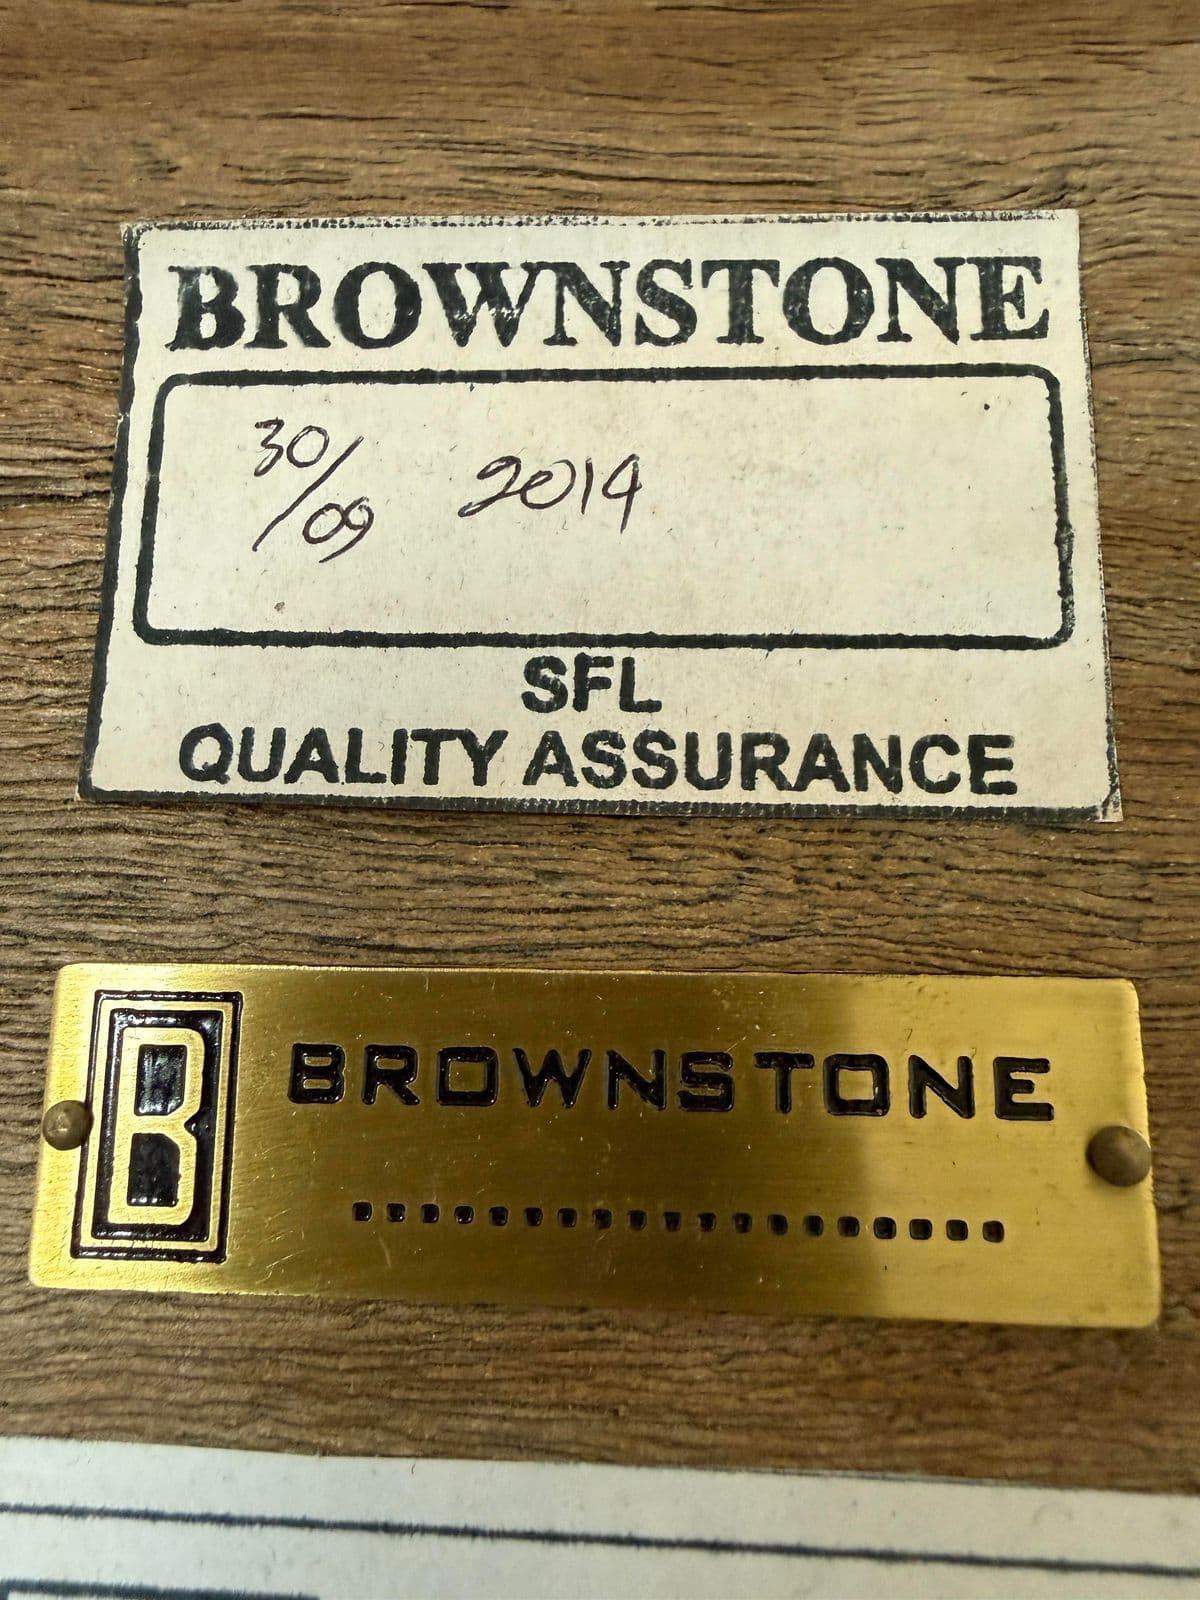 BROWNSTONE
30/09 2014
SFL
QUALITY ASSURANCE
B BROWNSTONE